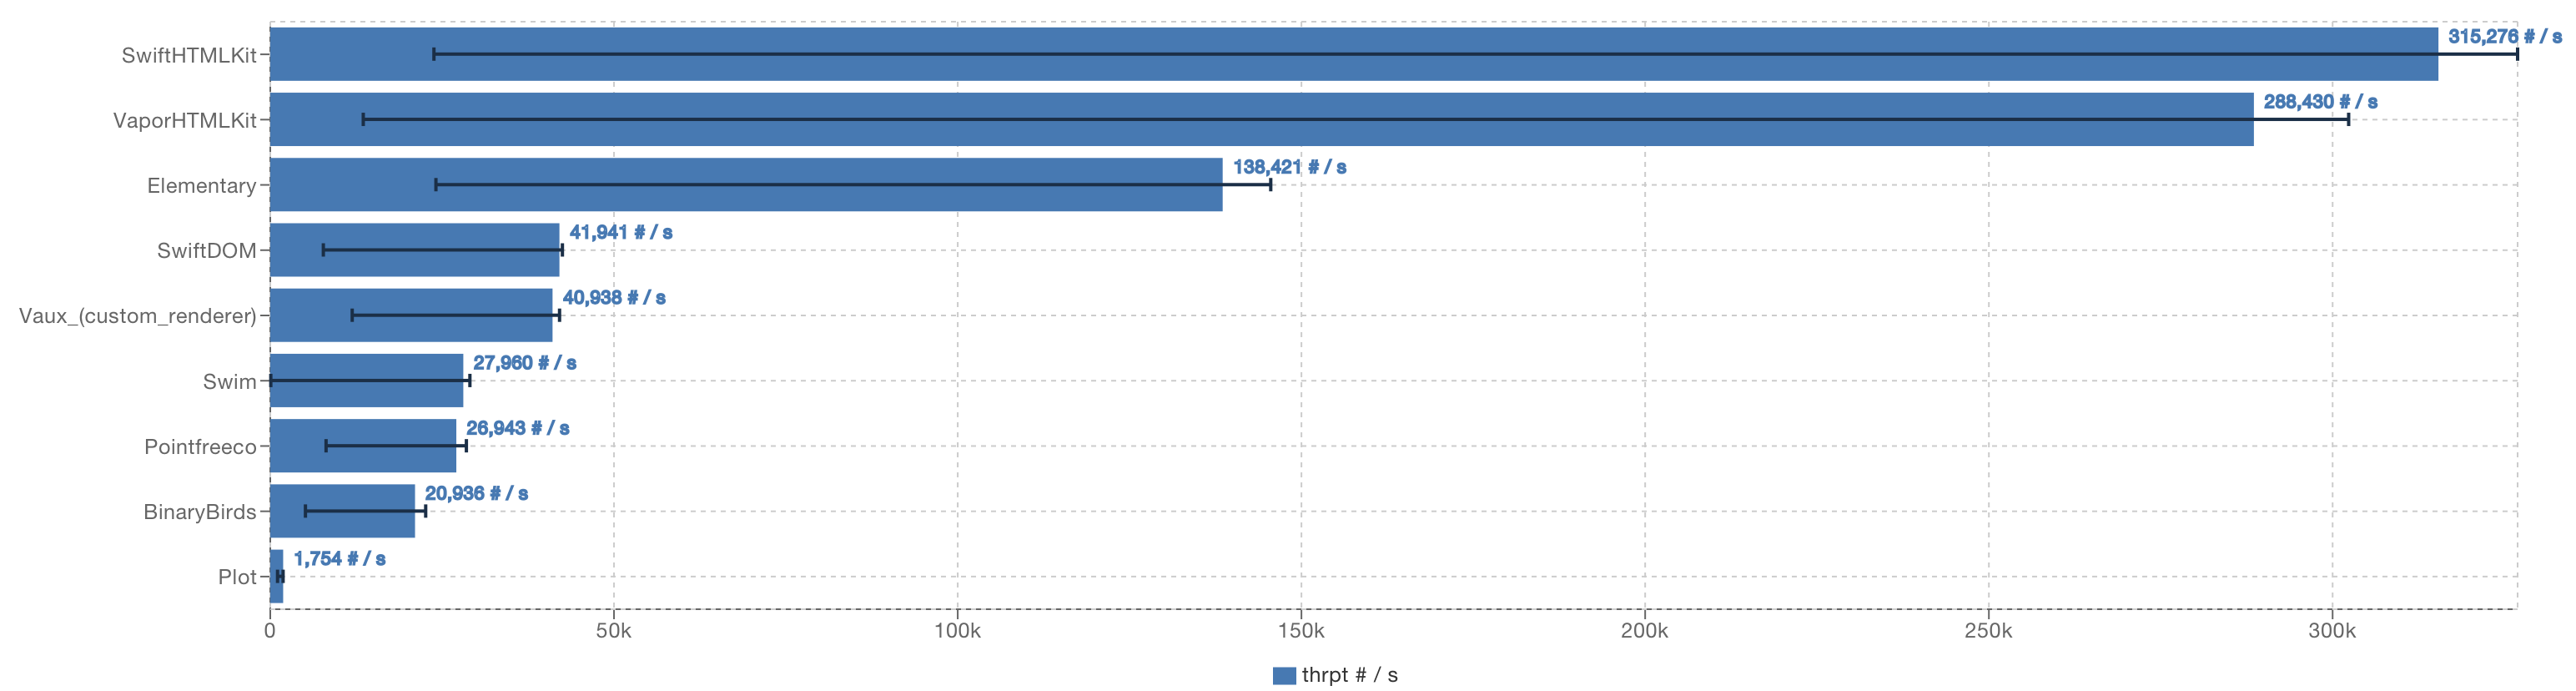 SwiftHTMLKit 315,276 # / s
VaporHTMLKit 288,430 # / s
Elementary 138,421 # / s
SwiftDOM 41,941 # / s
Vaux_(custom_renderer) 40,938 # / s
Swim 27,960 # / s
Pointfreeco 26,943 # / s
BinaryBirds 20,936 # / s
Plot 1,754 # / s
0 50k 100k 150k 200k 250k 300k
thrpt # / s